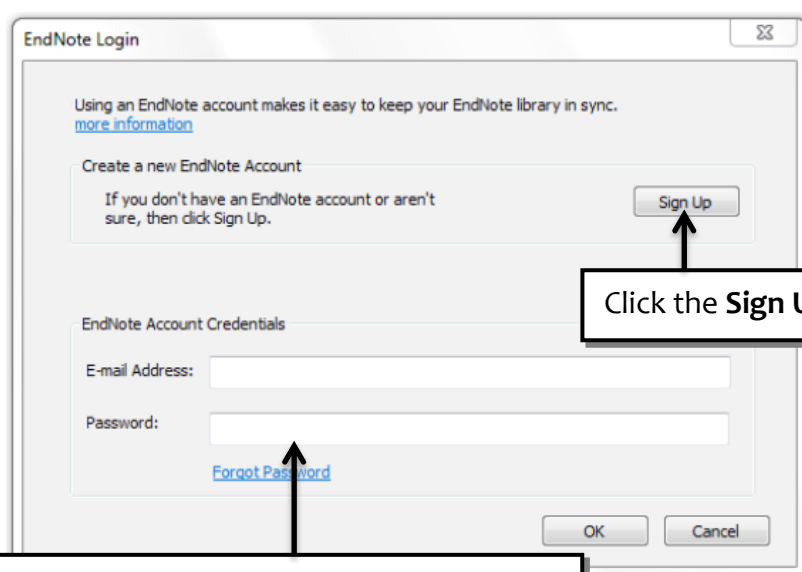 EndNote Login
Using an EndNote account makes it easy to keep your EndNote library in sync.
more information
Create a new EndNote Account
If you don't have an EndNote account or aren't
sure, then click Sign Up.
Sign Up
Click the Sign
EndNote Account Credentials
E-mail Address:
Password:
Forgot Password
OK
Cancel